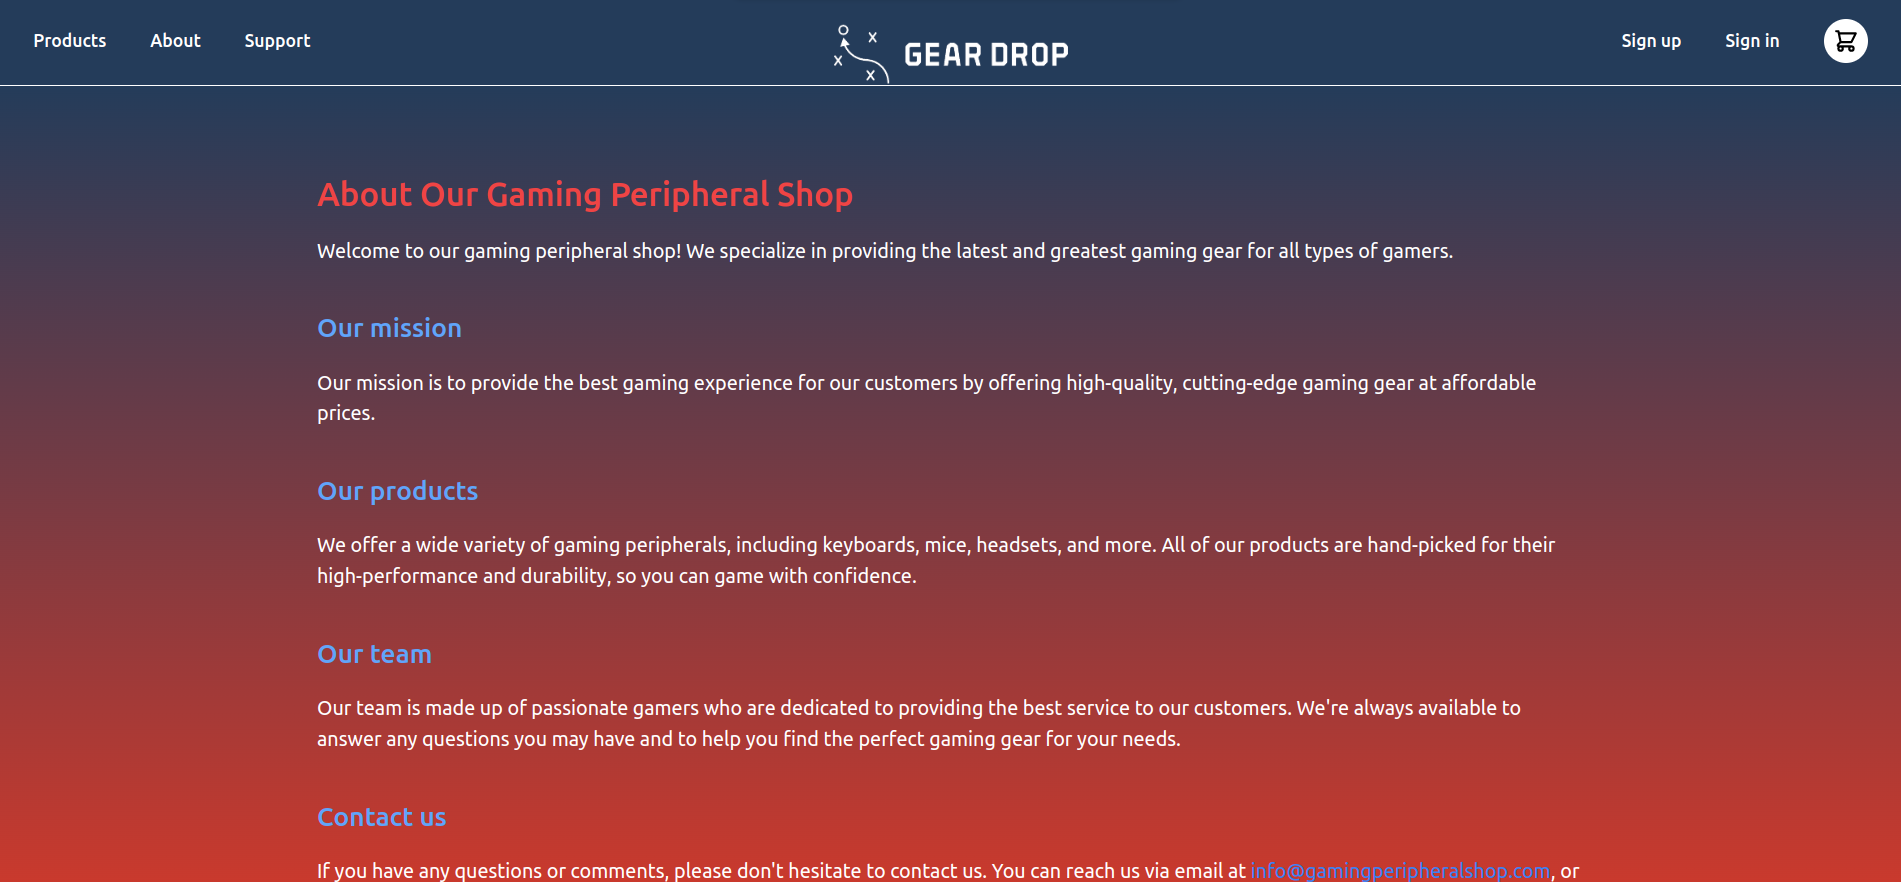 Products About Support GEAR DROP Sign up Sign in
About Our Gaming Peripheral Shop
Welcome to our gaming peripheral shop! We specialize in providing the latest and greatest gaming gear for all types of gamers.
Our mission
Our mission is to provide the best gaming experience for our customers by offering high-quality, cutting-edge gaming gear at affordable
prices.
Our products
We offer a wide variety of gaming peripherals, including keyboards, mice, headsets, and more. All of our products are hand-picked for their
high-performance and durability, so you can game with confidence.
Our team
Our team is made up of passionate gamers who are dedicated to providing the best service to our customers. We're always available to
answer any questions you may have and to help you find the perfect gaming gear for your needs.
Contact us
If you have any questions or comments, please don't hesitate to contact us. You can reach us via email at info@gamingperipheralshop.com, or